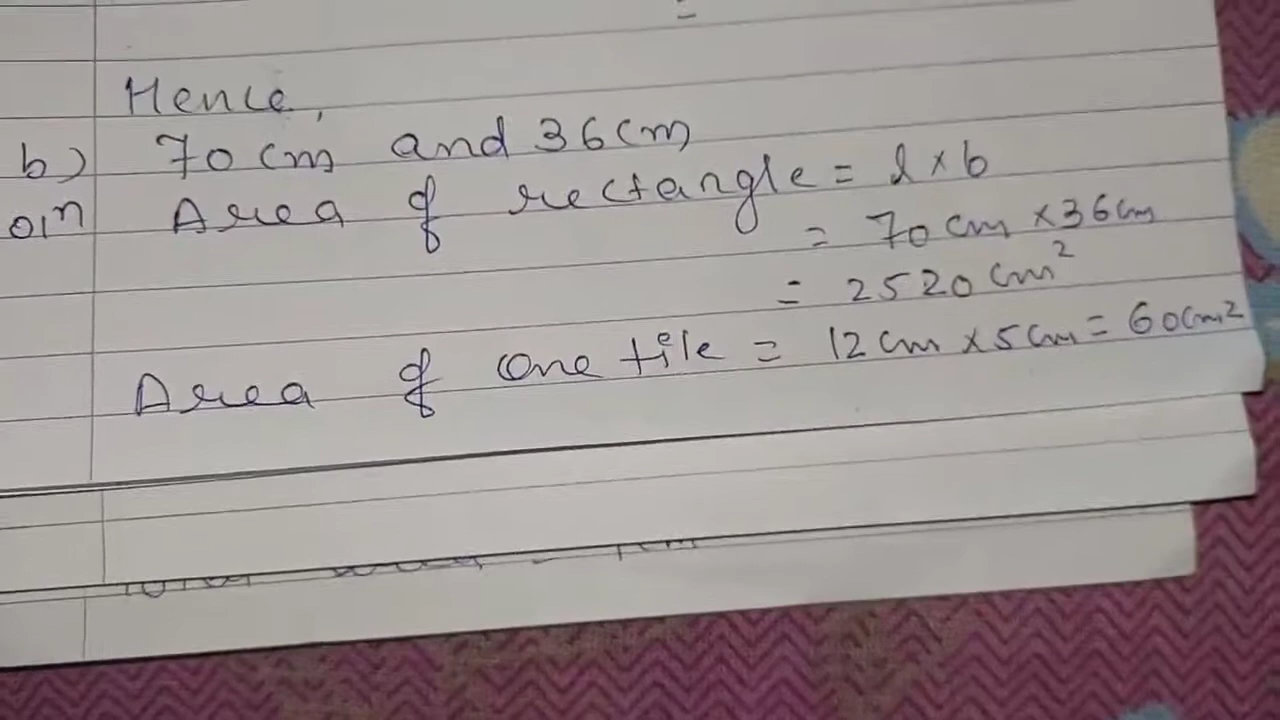 Hence,
b) 70 cm and 36 cm
olⁿ Area of rectangle = l × b
= 70 cm × 36 cm
= 2520 cm²
Area of one tile = 12 cm × 5 cm = 60 cm²